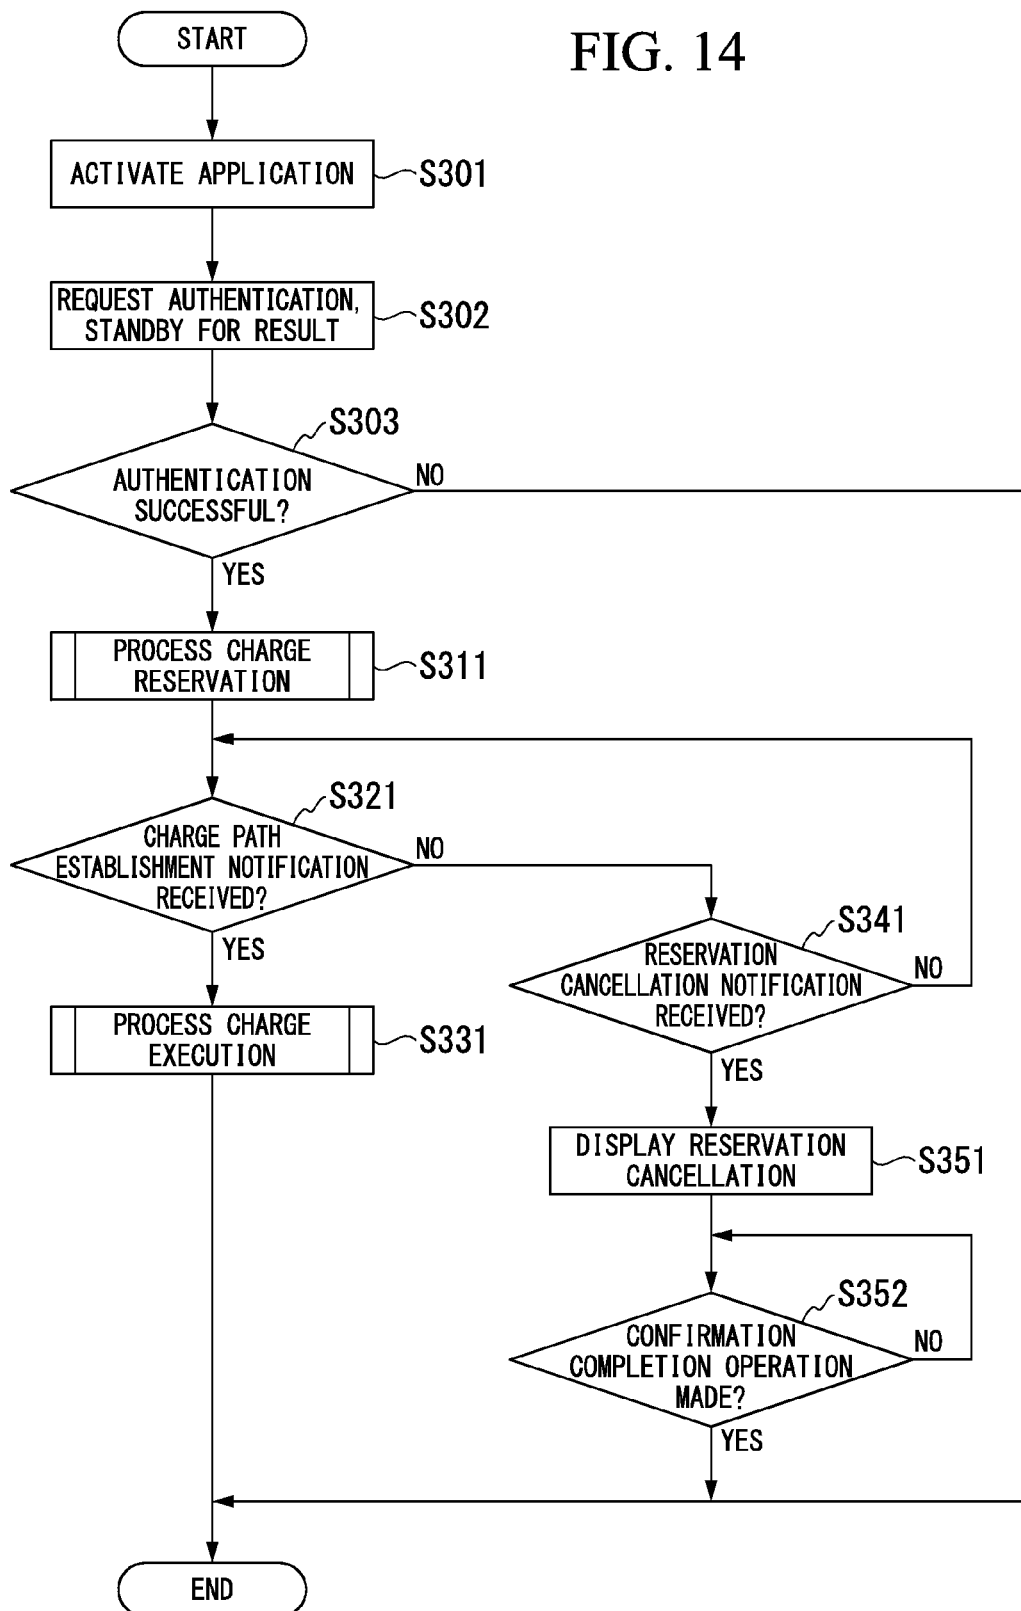 FIG. 14
START
ACTIVATE APPLICATION
S301
REQUEST AUTHENTICATION,
STANDBY FOR RESULT
S302
S303
AUTHENTICATION
SUCCESSFUL?
NO
YES
PROCESS CHARGE
RESERVATION
S311
S321
CHARGE PATH
ESTABLISHMENT NOTIFICATION
RECEIVED?
NO
YES
S341
RESERVATION
CANCELLATION NOTIFICATION
RECEIVED?
NO
YES
PROCESS CHARGE
EXECUTION
S331
DISPLAY RESERVATION
CANCELLATION
S351
S352
CONFIRMATION
COMPLETION OPERATION
MADE?
NO
YES
END